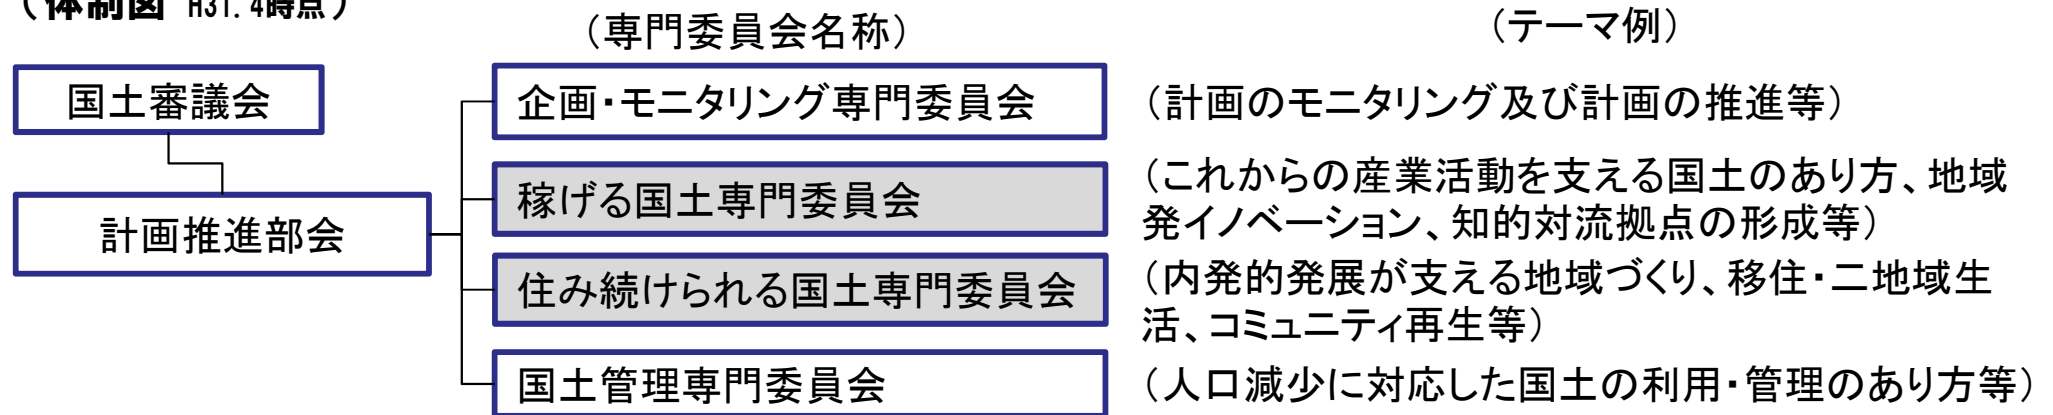 （体制図 H31.4時点）
（専門委員会名称）
（テーマ例）
国土審議会
計画推進部会
企画・モニタリング専門委員会
（計画のモニタリング及び計画の推進等）
稼げる国土専門委員会
（これからの産業活動を支える国土のあり方、地域
発イノベーション、知的対流拠点の形成等）
住み続けられる国土専門委員会
（内発的発展が支える地域づくり、移住・二地域生
活、コミュニティ再生等）
国土管理専門委員会
（人口減少に対応した国土の利用・管理のあり方等）